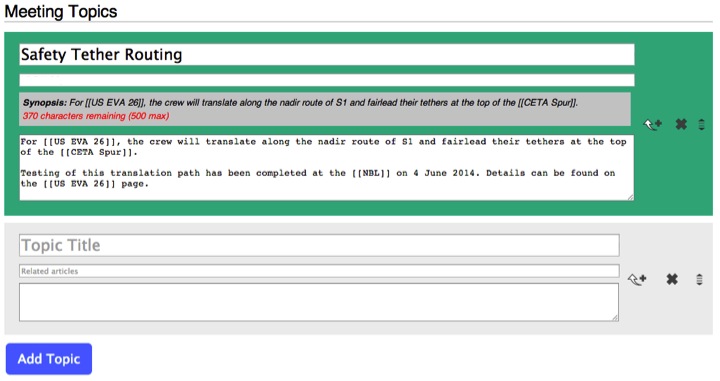 Meeting Topics
Safety Tether Routing
Synopsis: For [[US EVA 26]], the crew will translate along the nadir route of S1 and fairlead their tethers at the top of the [[CETA Spur]].
370 characters remaining (500 max)
For [[US EVA 26]], the crew will translate along the nadir route of S1 and fairlead their tethers at the top
of the [[CETA Spur]].
Testing of this translation path has been completed at the [[NBL]] on 4 June 2014. Details can be found on
the [[US EVA 26]] page.
Topic Title
Related articles
Add Topic